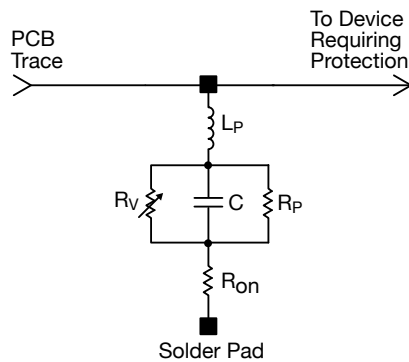 PCB
Trace
To Device
Requiring
Protection
LP
RV
C
RP
Ron
Solder Pad